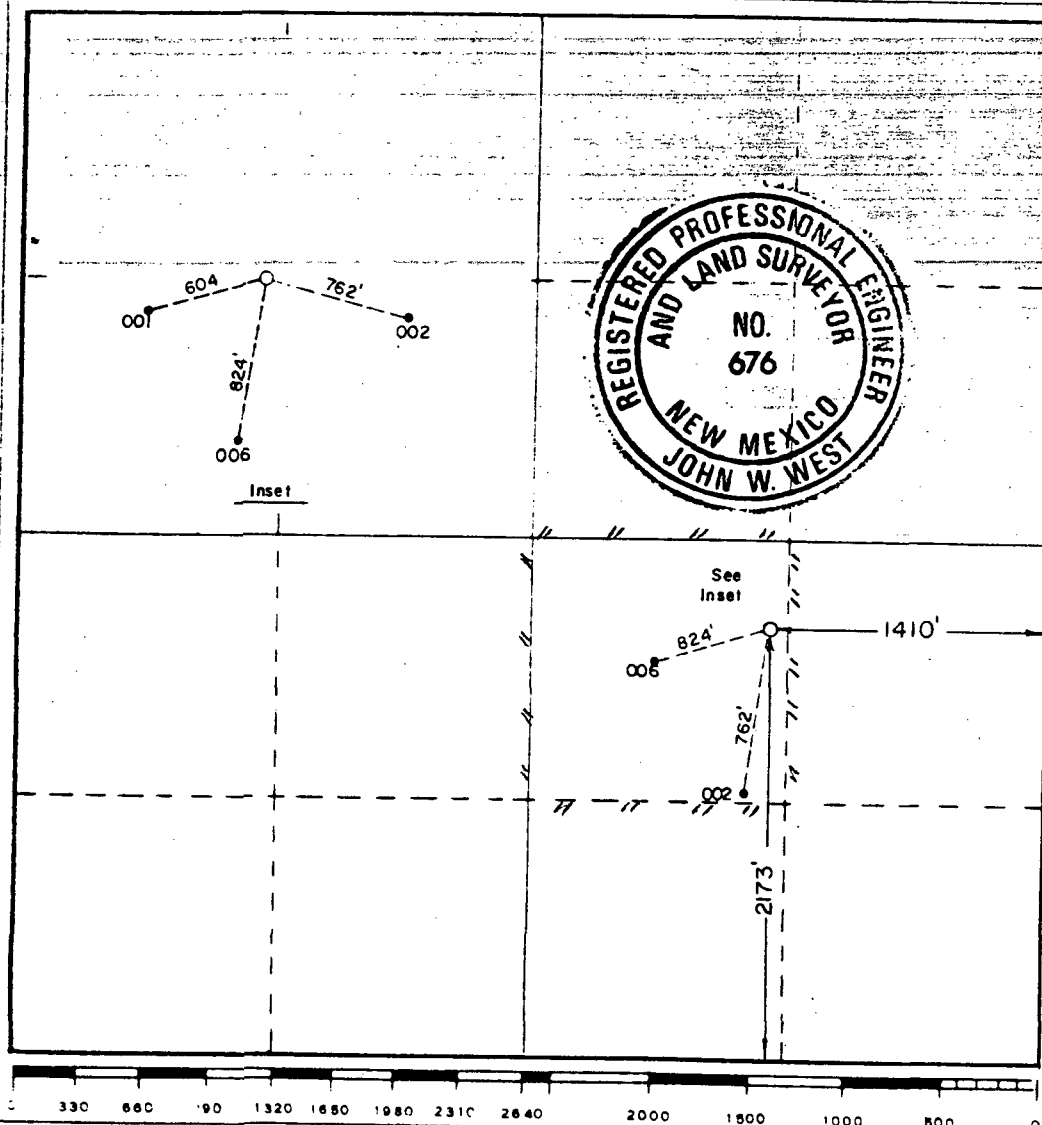 604
762'
001
002
824'
006
Inset
REGISTERED PROFESSIONAL ENGINEER
AND LAND SURVEYOR
NO.
676
NEW MEXICO
JOHN W. WEST
See
Inset
1410'
824'
006
762'
002
2173'
330 660 '90 1320 1650 1980 2310 2640 2000 1500 1000 500 0